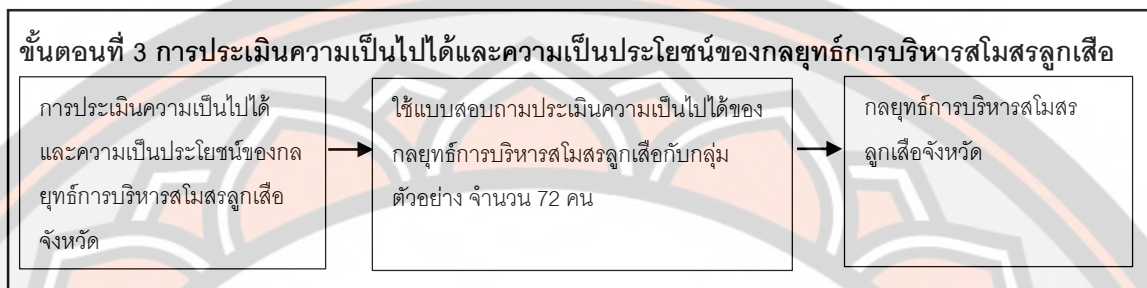 ขั้นตอนที่ 3 การประเมินความเป็นไปได้และความเป็นประโยชน์ของกลยุทธ์การบริหารสโมสรลูกเสือ
การประเมินความเป็นไปได้
และความเป็นประโยชน์ของกล
ยุทธ์การบริหารสโมสรลูกเสือ
จังหวัด
ใช้แบบสอบถามประเมินความเป็นไปได้ของ
กลยุทธ์การบริหารสโมสรลูกเสือกับกลุ่ม
ตัวอย่าง จำนวน 72 คน
กลยุทธ์การบริหารสโมสร
ลูกเสือจังหวัด